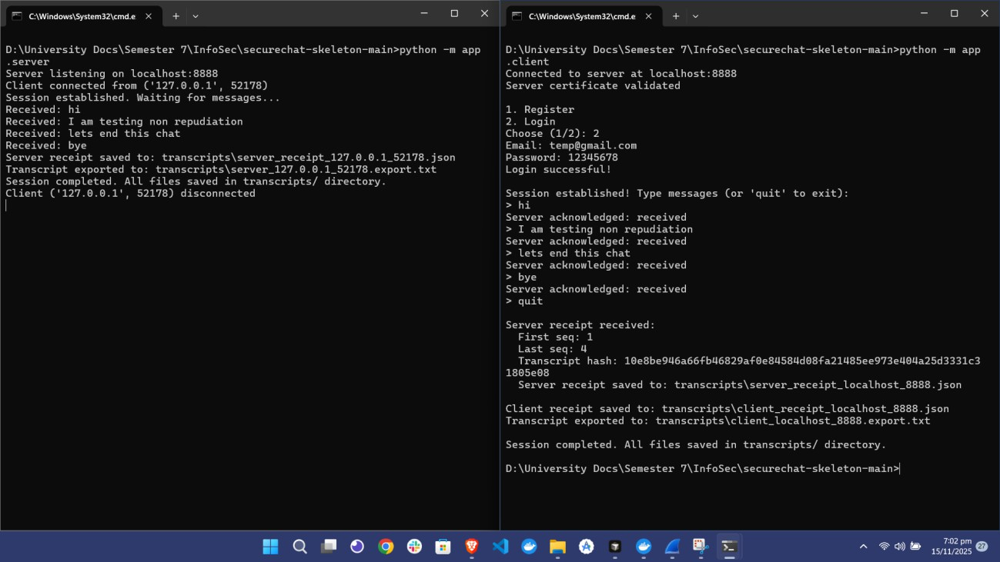 C:\Windows\System32\cmd.e
D:\University Docs\Semester 7\InfoSec\securechat-skeleton-main>python -m app
.server
Server listening on localhost:8888
Client connected from ('127.0.0.1', 52178)
Session established. Waiting for messages...
Received: hi
Received: I am testing non repudiation
Received: lets end this chat
Received: bye
Server receipt saved to: transcripts\server_receipt_127.0.0.1_52178.json
Transcript exported to: transcripts\server_127.0.0.1_52178.export.txt
Session completed. All files saved in transcripts/ directory.
Client ('127.0.0.1', 52178) disconnected
C:\Windows\System32\cmd.e
D:\University Docs\Semester 7\InfoSec\securechat-skeleton-main>python -m app
.client
Connected to server at localhost:8888
Server certificate validated
1. Register
2. Login
Choose (1/2): 2
Email: temp@gmail.com
Password: 12345678
Login successful!
Session established! Type messages (or 'quit' to exit):
> hi
Server acknowledged: received
> I am testing non repudiation
Server acknowledged: received
> lets end this chat
Server acknowledged: received
> bye
Server acknowledged: received
> quit
Server receipt received:
First seq: 1
Last seq: 4
Transcript hash: 10e8be946a66fb46829af0e84584d08fa21485ee973e404a25d3331c3
1805e08
Server receipt saved to: transcripts\server_receipt_localhost_8888.json
Client receipt saved to: transcripts\client_receipt_localhost_8888.json
Transcript exported to: transcripts\client_localhost_8888.export.txt
Session completed. All files saved in transcripts/ directory.
D:\University Docs\Semester 7\InfoSec\securechat-skeleton-main>
7:02 pm
15/11/2025
27